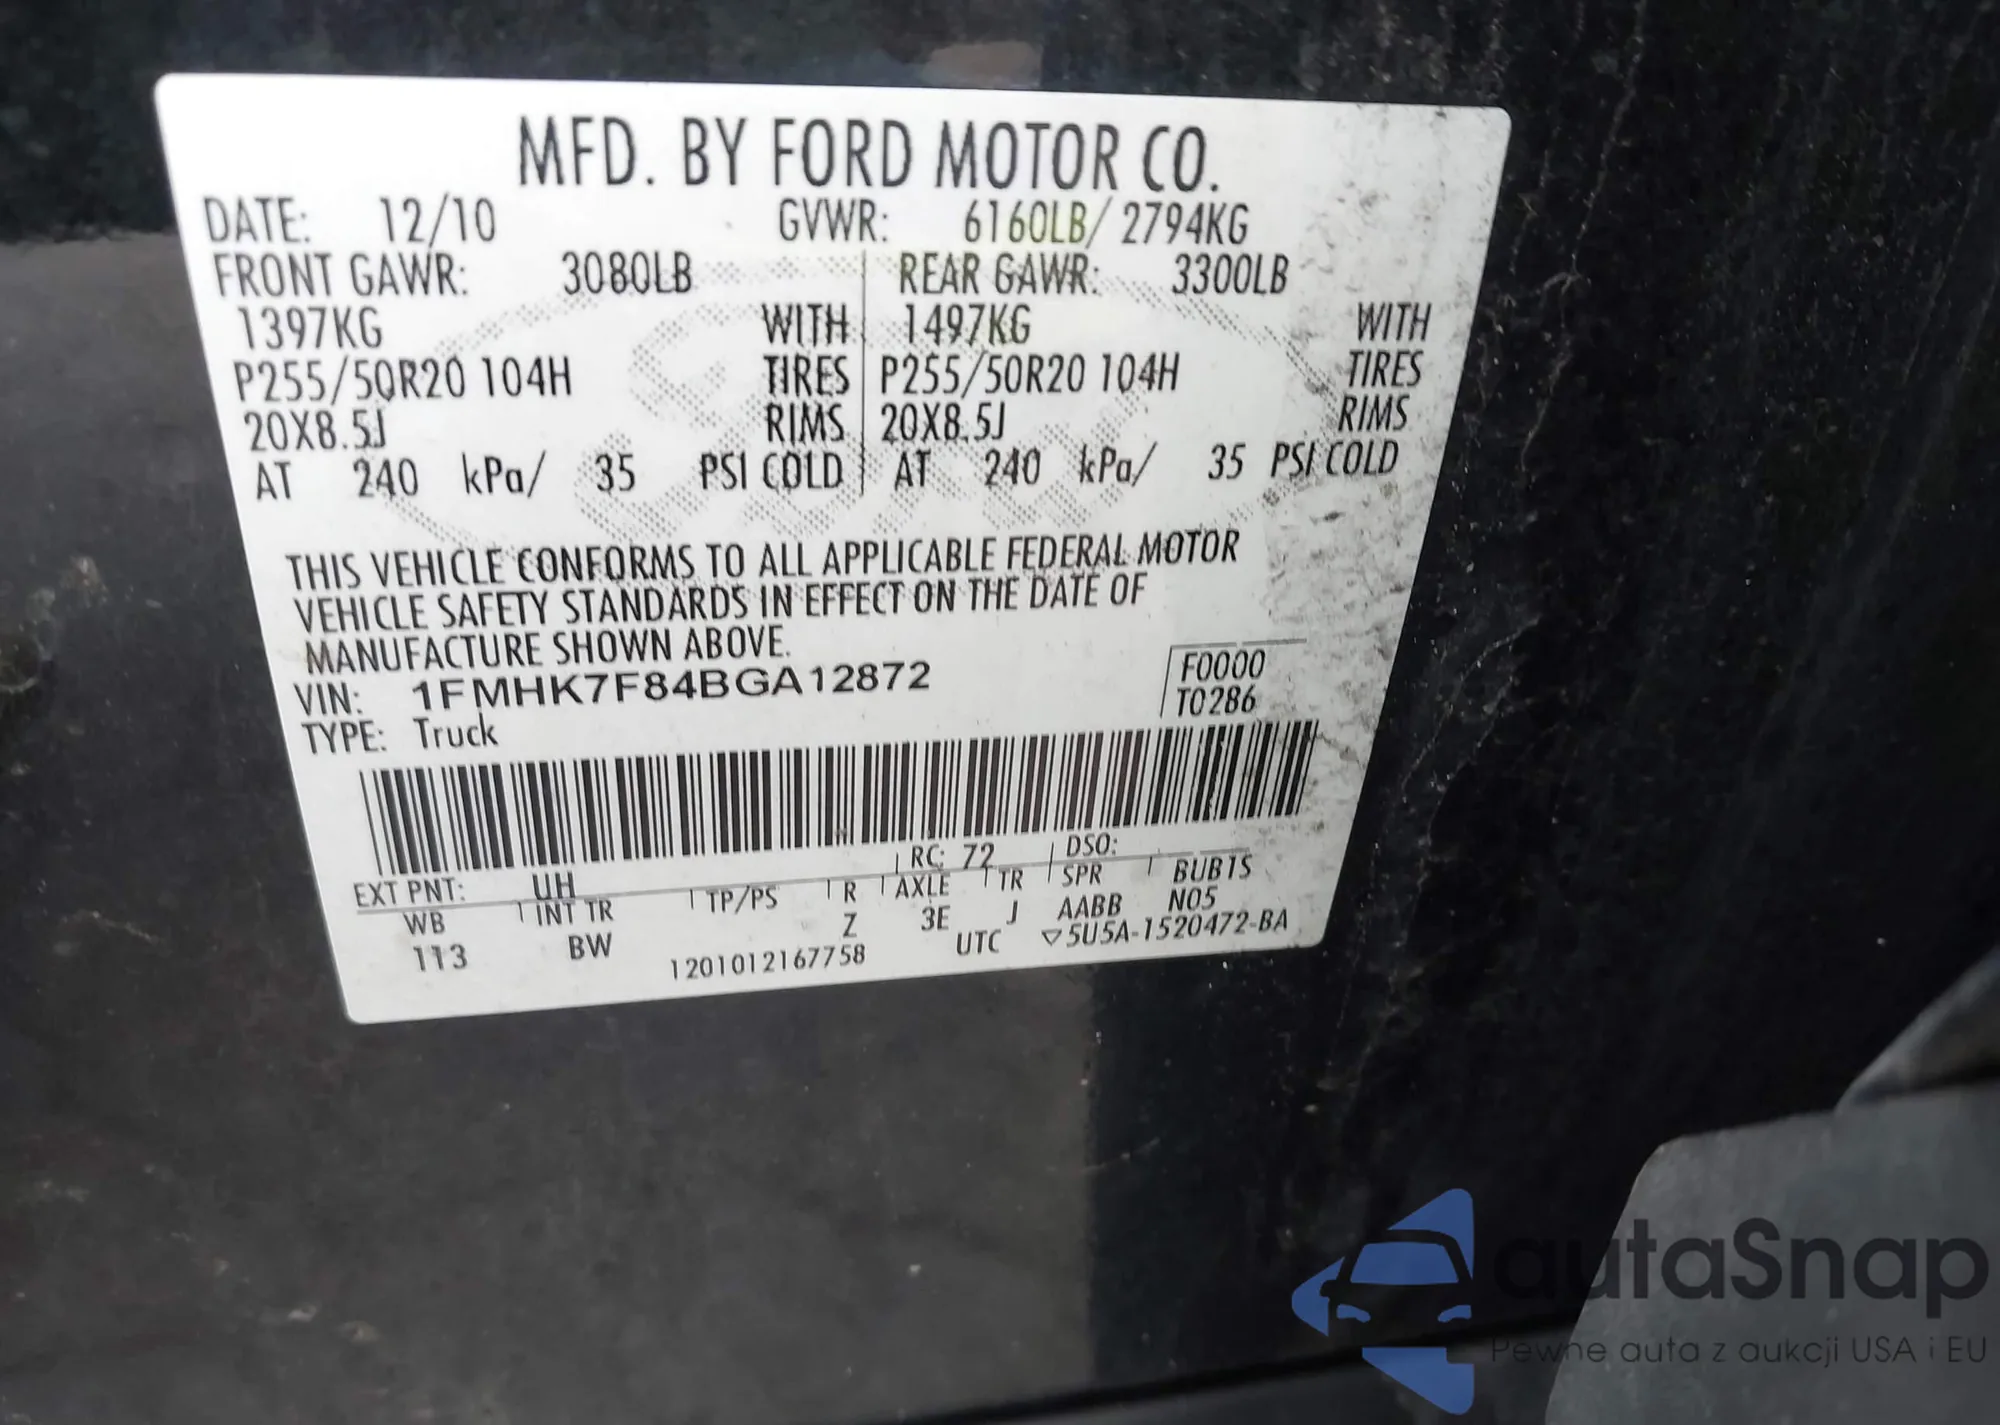 MFD. BY FORD MOTOR CO.
DATE: 12/10 GVWR: 6160LB/ 2794KG
FRONT GAWR: 3080LB REAR GAWR: 3300LB
1397KG WITH 1497KG WITH
P255/50R20 104H TIRES P255/50R20 104H TIRES
20X8.5J RIMS 20X8.5J RIMS
AT 240 kPa/ 35 PSI COLD AT 240 kPa/ 35 PSI COLD
THIS VEHICLE CONFORMS TO ALL APPLICABLE FEDERAL MOTOR
VEHICLE SAFETY STANDARDS IN EFFECT ON THE DATE OF
MANUFACTURE SHOWN ABOVE.
VIN: 1FMHK7F84BGA12872 F0000
TYPE: Truck T0286
EXT PNT: UH RC: 72 DSO:
WB INT TR TP/PS R AXLE TR SPR BUB1S
113 BW Z 3E J AABB N05
1201012167758 UTC ▽5U5A-1520472-BA
autaSnap
Pewne auta z aukcji USA i EU